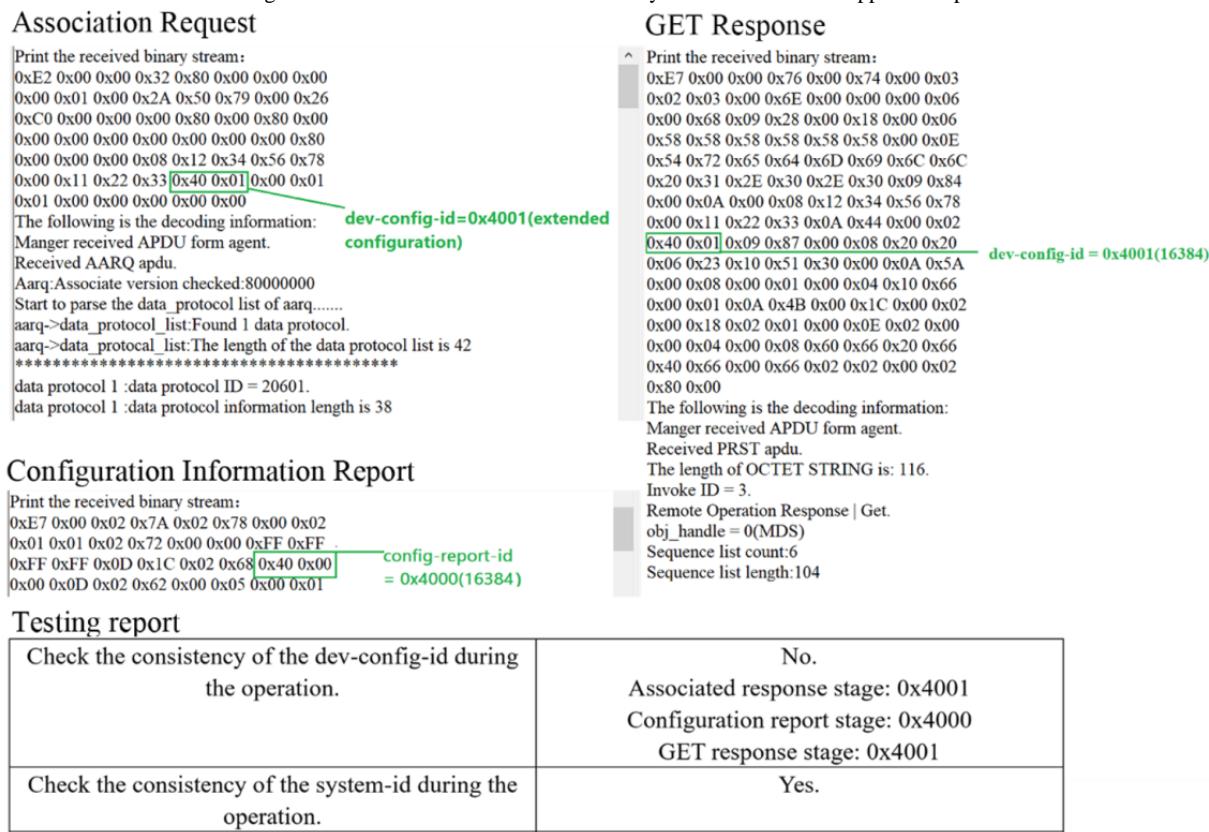 Association Request
Print the received binary stream:
0xE2 0x00 0x00 0x32 0x80 0x00 0x00 0x00
0x00 0x01 0x00 0x2A 0x50 0x79 0x00 0x26
0xC0 0x00 0x00 0x00 0x80 0x00 0x80 0x00
0x00 0x00 0x00 0x00 0x00 0x00 0x00 0x80
0x00 0x00 0x00 0x08 0x12 0x34 0x56 0x78
0x00 0x11 0x22 0x33 0x40 0x01 0x00 0x01
0x01 0x00 0x00 0x00 0x00 0x00
dev-config-id=0x4001(extended
configuration)
The following is the decoding information:
Manger received APDU form agent.
Received AARQ apdu.
Aarq:Associate version checked:80000000
Start to parse the data_protocol list of aarq.......
aarq->data_protocol_list:Found 1 data protocol.
aarq->data_protocal_list:The length of the data protocol list is 42
******************************************
data protocol 1 :data protocol ID = 20601.
data protocol 1 :data protocol information length is 38
Configuration Information Report
Print the received binary stream:
0xE7 0x00 0x02 0x7A 0x02 0x78 0x00 0x02
0x01 0x01 0x02 0x72 0x00 0x00 0xFF 0xFF
0xFF 0xFF 0x0D 0x1C 0x02 0x68 0x40 0x00
0x00 0x0D 0x02 0x62 0x00 0x05 0x00 0x01
config-report-id
= 0x4000(16384)
GET Response
Print the received binary stream:
0xE7 0x00 0x00 0x76 0x00 0x74 0x00 0x03
0x02 0x03 0x00 0x6E 0x00 0x00 0x00 0x06
0x00 0x68 0x09 0x28 0x00 0x18 0x00 0x06
0x58 0x58 0x58 0x58 0x58 0x58 0x00 0x0E
0x54 0x72 0x65 0x64 0x6D 0x69 0x6C 0x6C
0x20 0x31 0x2E 0x30 0x2E 0x30 0x09 0x84
0x00 0x0A 0x00 0x08 0x12 0x34 0x56 0x78
0x00 0x11 0x22 0x33 0x0A 0x44 0x00 0x02
0x40 0x01 0x09 0x87 0x00 0x08 0x20 0x20
0x06 0x23 0x10 0x51 0x30 0x00 0x0A 0x5A
0x00 0x08 0x00 0x01 0x00 0x04 0x10 0x66
0x00 0x01 0x0A 0x4B 0x00 0x1C 0x00 0x02
0x00 0x18 0x02 0x01 0x00 0x0E 0x02 0x00
0x00 0x04 0x00 0x08 0x60 0x66 0x20 0x66
0x40 0x66 0x00 0x66 0x02 0x02 0x00 0x02
0x80 0x00
dev-config-id = 0x4001(16384)
The following is the decoding information:
Manger received APDU form agent.
Received PRST apdu.
The length of OCTET STRING is: 116.
Invoke ID = 3.
Remote Operation Response | Get.
obj_handle = 0(MDS)
Sequence list count:6
Sequence list length:104
Testing report
Check the consistency of the dev-config-id during
the operation.
No.
Associated response stage: 0x4001
Configuration report stage: 0x4000
GET response stage: 0x4001
Check the consistency of the system-id during the
operation.
Yes.